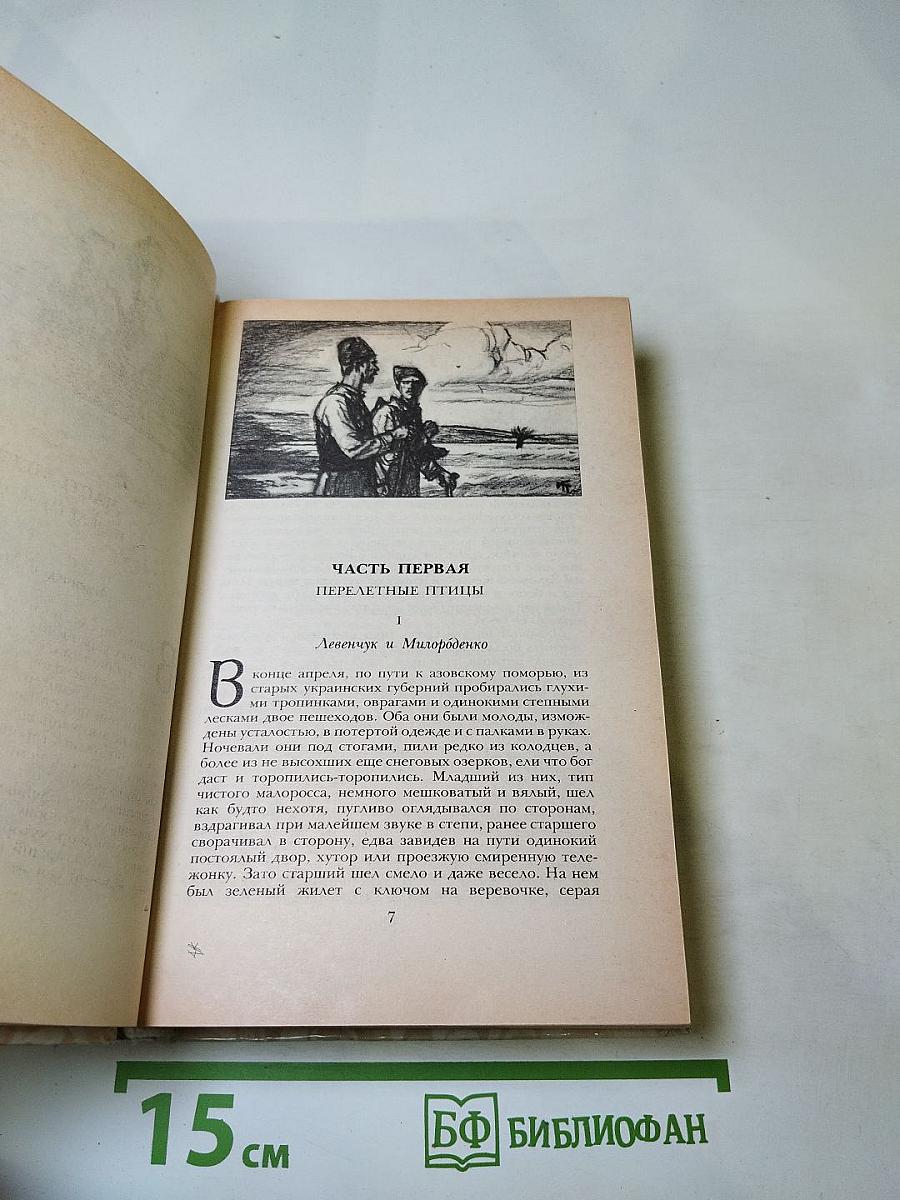 ЧАСТЬ ПЕРВАЯ
ПЕРЕЛЕТНЫЕ ПТИЦЫ
I
Левенчук и Милоро́денко
В конце апреля, по пути к азовскому поморью, из
старых украинских губерний пробирались глухи-
ми тропинками, оврагами и одинокими степными
лесками двое пешеходов. Оба они были молоды, измож-
дены усталостью, в потертой одежде и с палками в руках.
Ночевали они под стогами, пили редко из колодцев, а
более из не высохших еще снеговых озерков, ели что бог
даст и торопились-торопились. Младший из них, тип
чистого малоросса, немного мешковатый и вялый, шел
как будто нехотя, пугливо оглядывался по сторонам,
вздрагивал при малейшем звуке в степи, ранее старшего
сворачивал в сторону, едва завидев на пути одинокий
постоялый двор, хутор или проезжую смиренную теле-
жонку. Зато старший шел смело и даже весело. На нем
был зеленый жилет с ключом на веревочке, серая
7
15 см
БФ БИБЛИОФАН